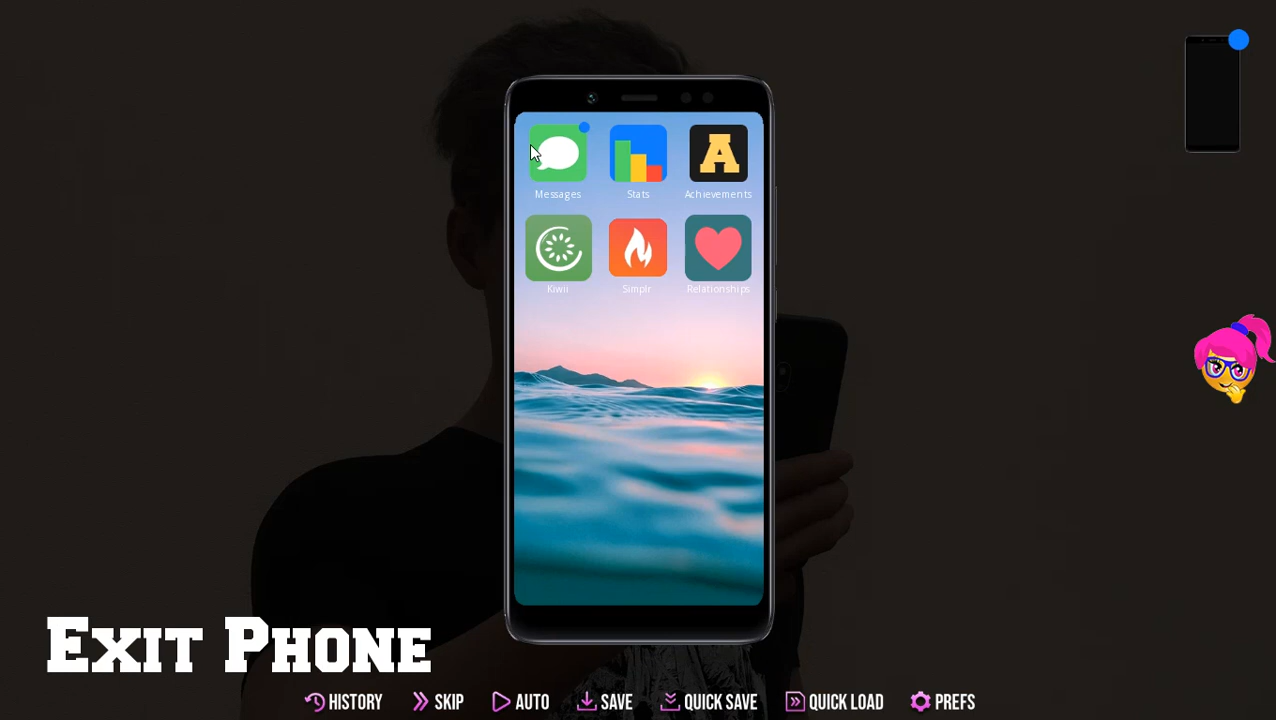 Messages Stats Achievements
Kiwii Simplr Relationships
Exit Phone
HISTORY SKIP AUTO SAVE QUICK SAVE QUICK LOAD PREFS